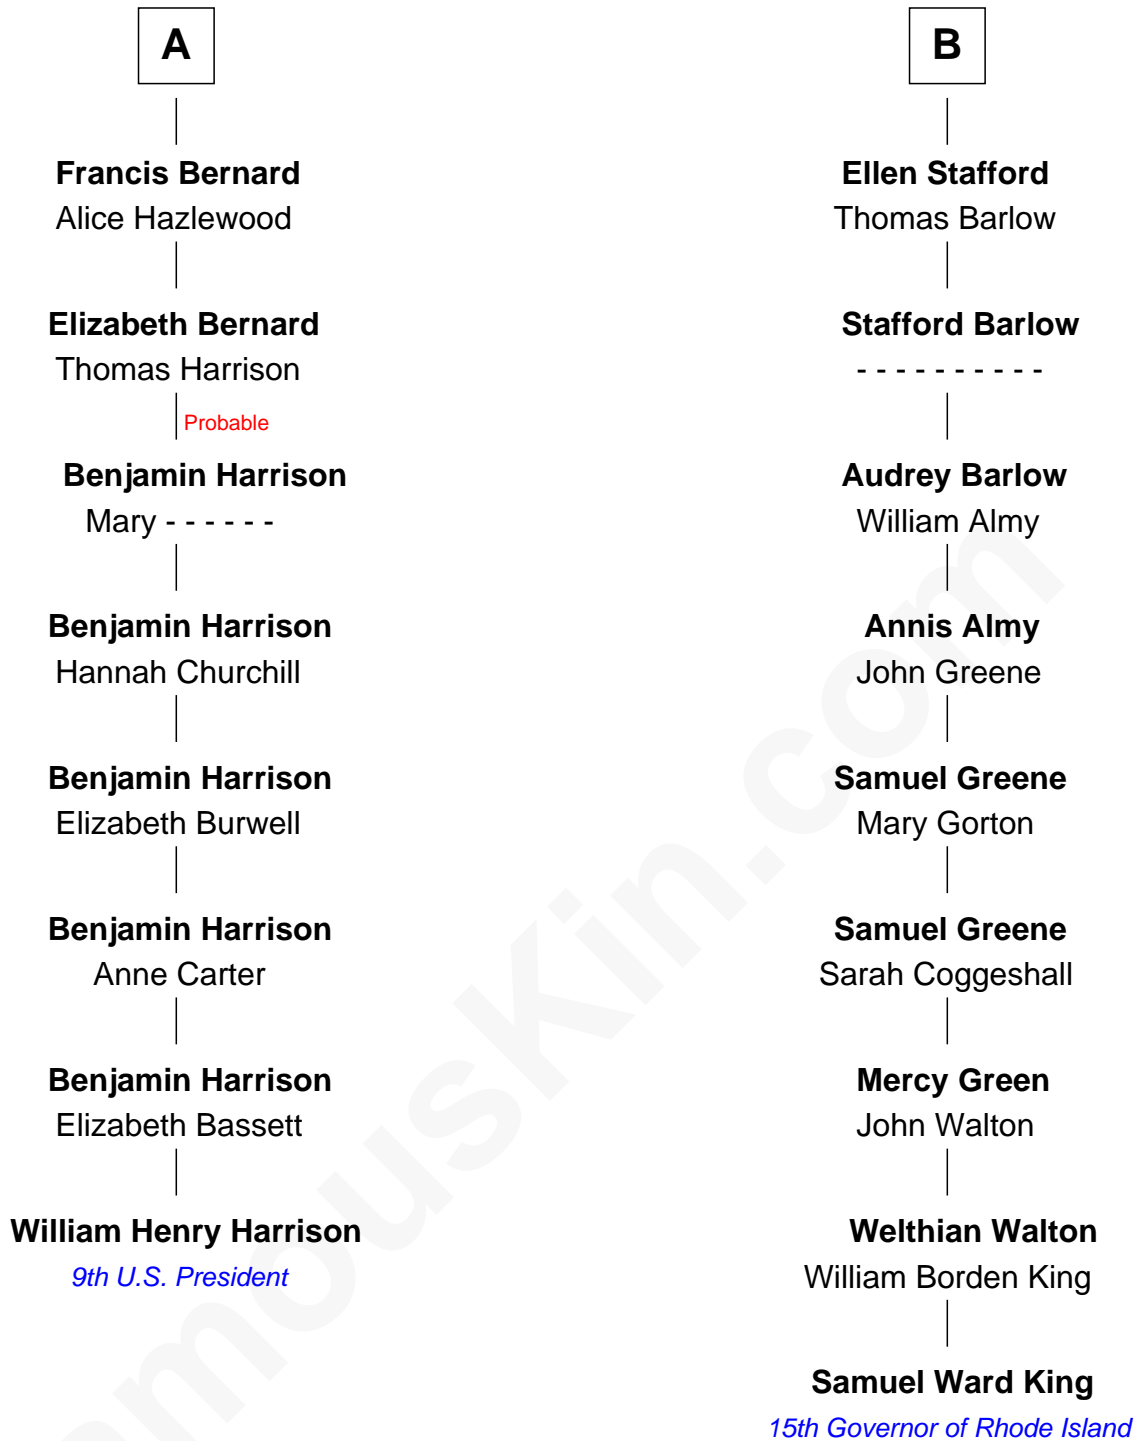 A
B
Francis Bernard
Alice Hazlewood
Ellen Stafford
Thomas Barlow
Elizabeth Bernard
Thomas Harrison
Stafford Barlow
- - - - - - - - - -
Probable
Benjamin Harrison
Mary - - - - - -
Audrey Barlow
William Almy
Benjamin Harrison
Hannah Churchill
Annis Almy
John Greene
Benjamin Harrison
Elizabeth Burwell
Samuel Greene
Mary Gorton
Benjamin Harrison
Anne Carter
Samuel Greene
Sarah Coggeshall
Benjamin Harrison
Elizabeth Bassett
Mercy Green
John Walton
William Henry Harrison
9th U.S. President
Welthian Walton
William Borden King
Samuel Ward King
15th Governor of Rhode Island
amousKin.com